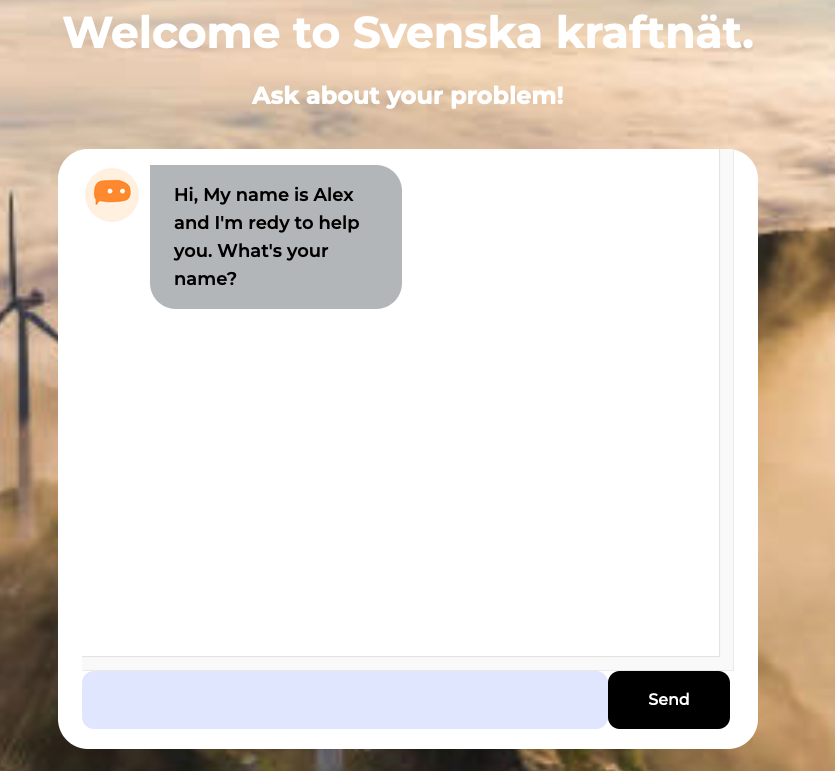 Welcome to Svenska kraftnät.
Ask about your problem!
Hi, My name is Alex
and I'm redy to help
you. What's your
name?
Send